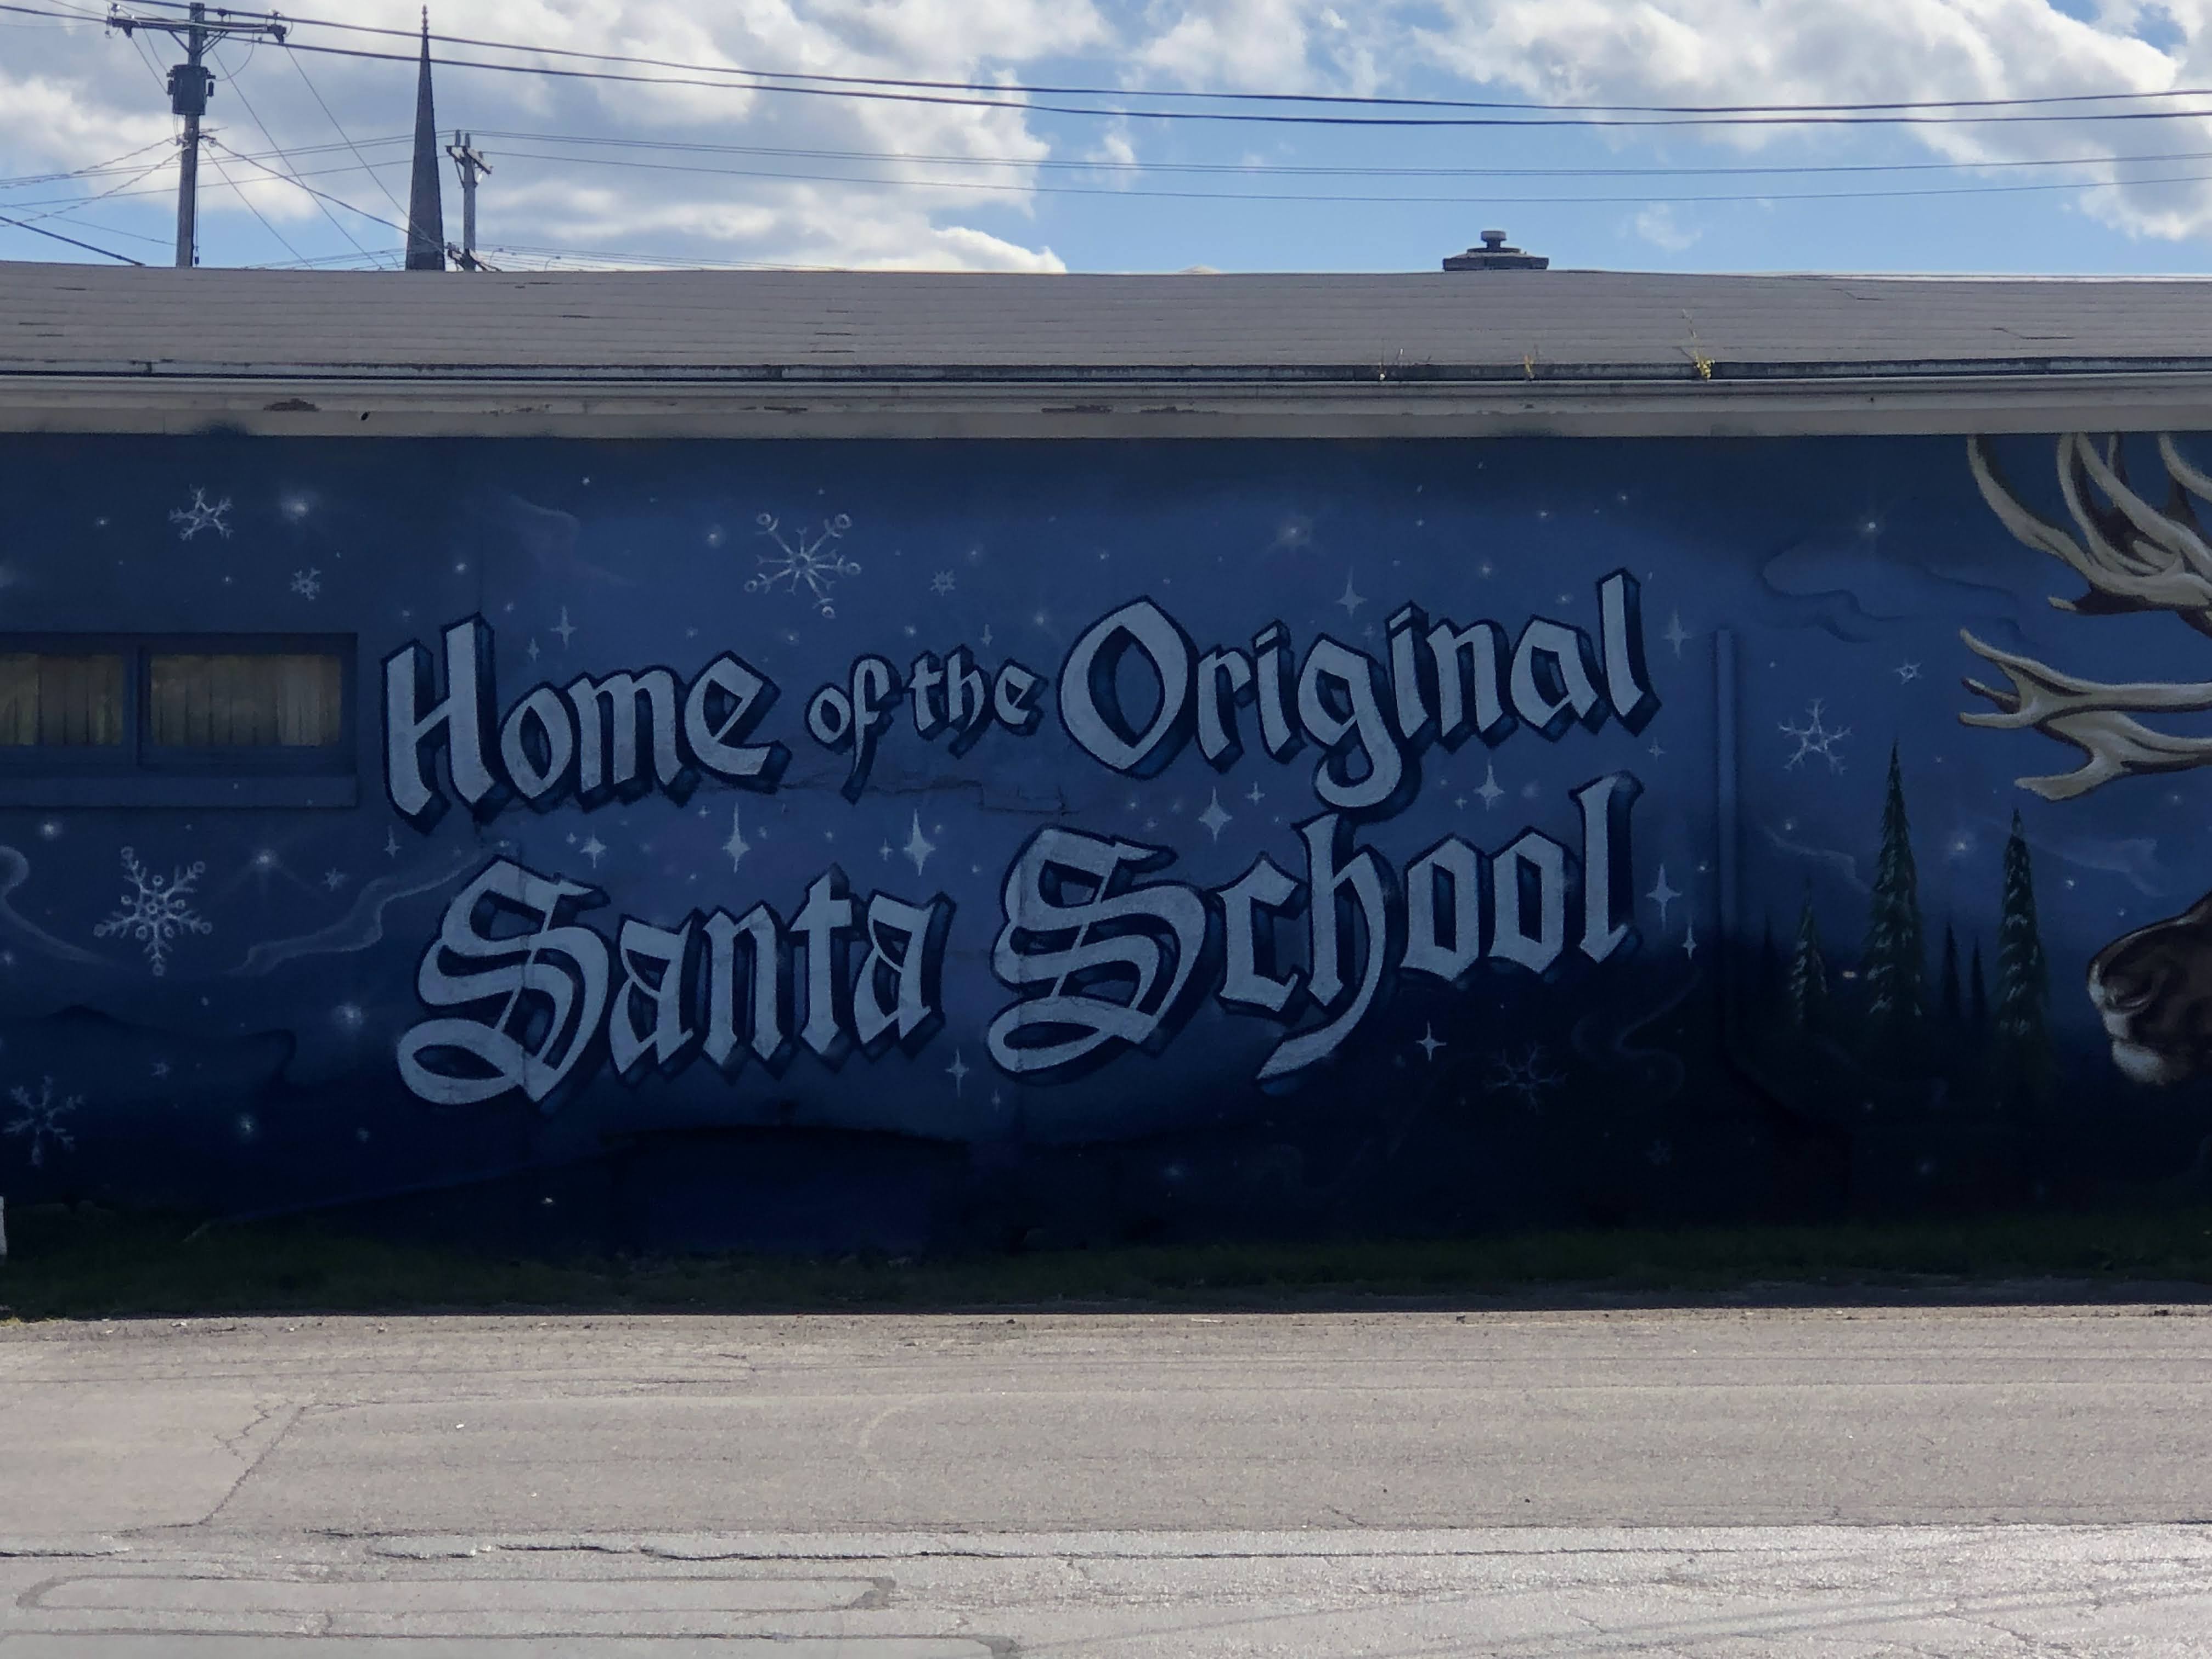 Home of the Original
Santa School